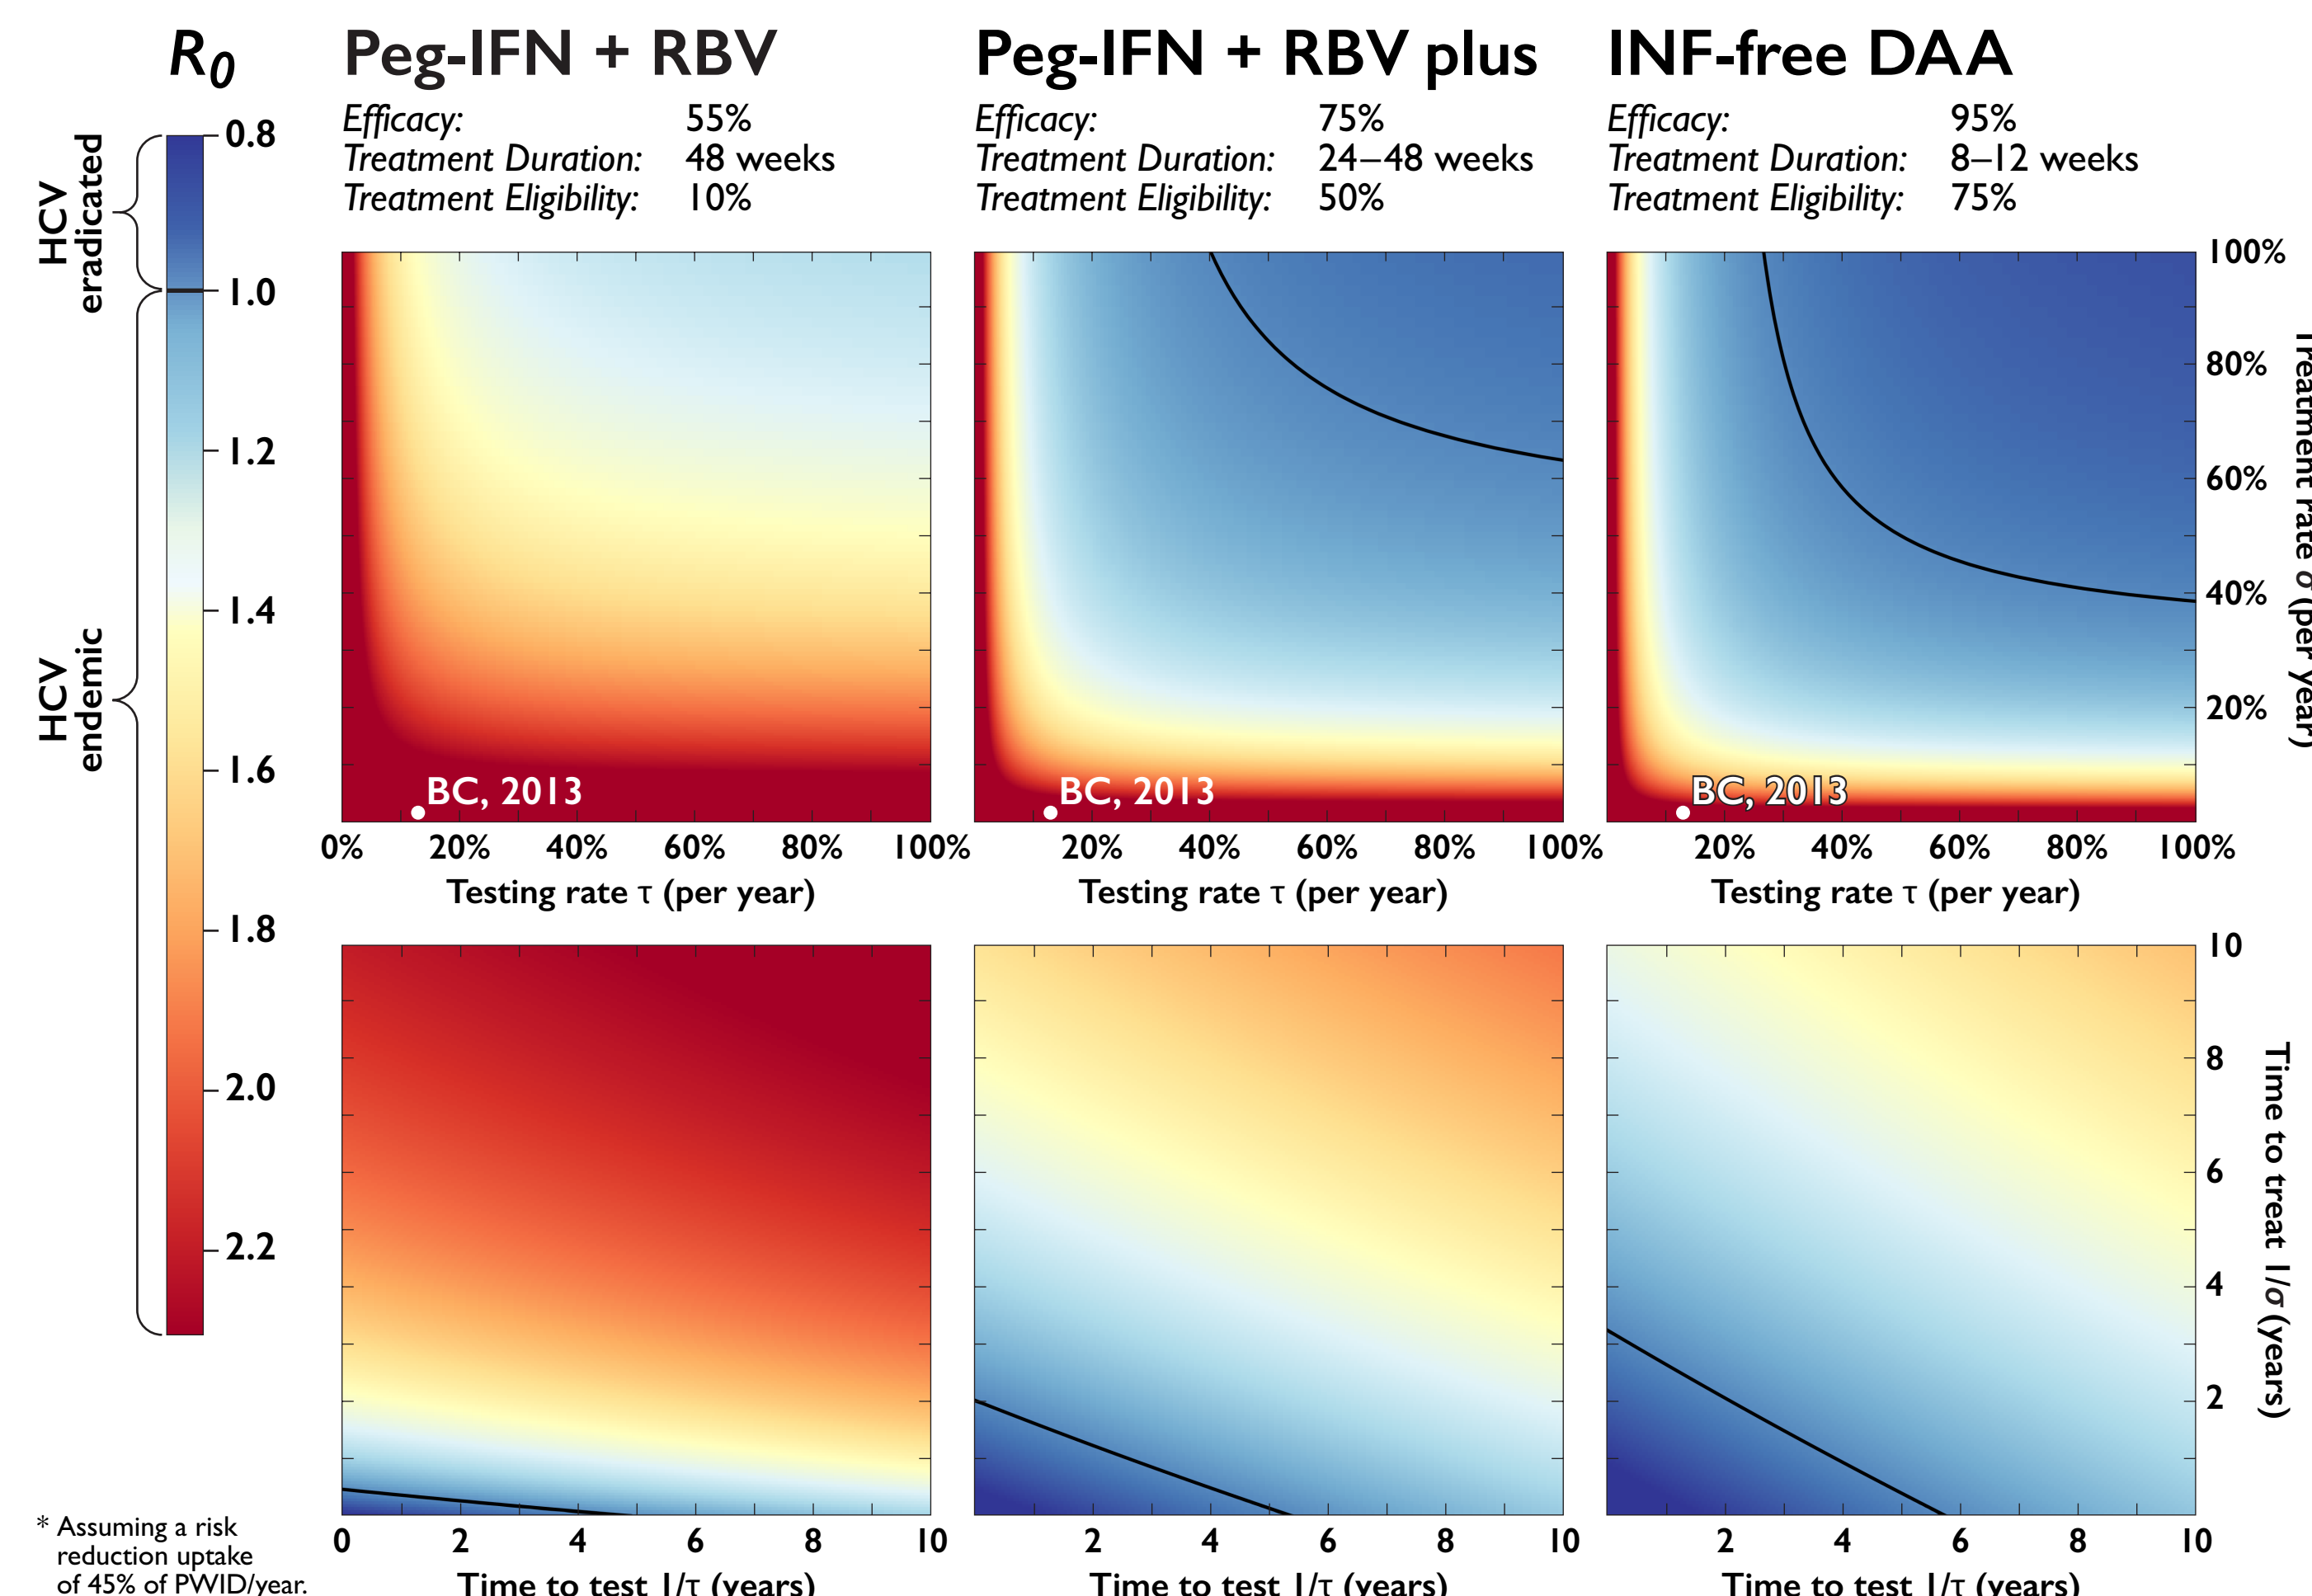 R0
Peg-IFN + RBV
Efficacy: 55%
Treatment Duration: 48 weeks
Treatment Eligibility: 10%
Peg-IFN + RBV plus
Efficacy: 75%
Treatment Duration: 24–48 weeks
Treatment Eligibility: 50%
INF-free DAA
Efficacy: 95%
Treatment Duration: 8–12 weeks
Treatment Eligibility: 75%
HCV
eradicated
HCV
endemic
0.8
1.0
1.2
1.4
1.6
1.8
2.0
2.2
BC, 2013
BC, 2013
BC, 2013
100%
80%
60%
40%
20%
Treatment rate σ (per year)
0% 20% 40% 60% 80% 100%
20% 40% 60% 80% 100%
20% 40% 60% 80% 100%
Testing rate τ (per year)
Testing rate τ (per year)
Testing rate τ (per year)
10
8
6
4
2
Time to treat 1/σ (years)
0 2 4 6 8 10
2 4 6 8 10
2 4 6 8 10
Time to test 1/τ (years)
Time to test 1/τ (years)
Time to test 1/τ (years)
* Assuming a risk
reduction uptake
of 45% of PWID/year.